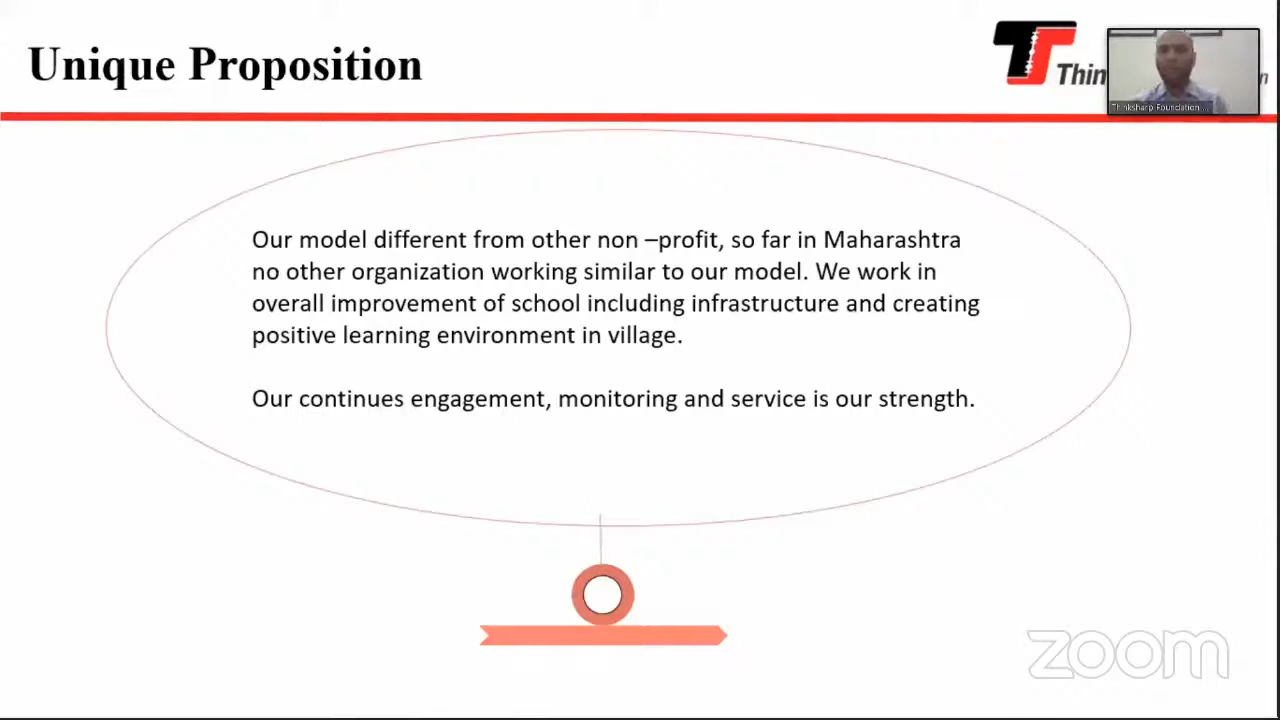 Unique Proposition
Thin
n
Thinksharp Foundation ...
Our model different from other non –profit, so far in Maharashtra
no other organization working similar to our model. We work in
overall improvement of school including infrastructure and creating
positive learning environment in village.
Our continues engagement, monitoring and service is our strength.
zoom